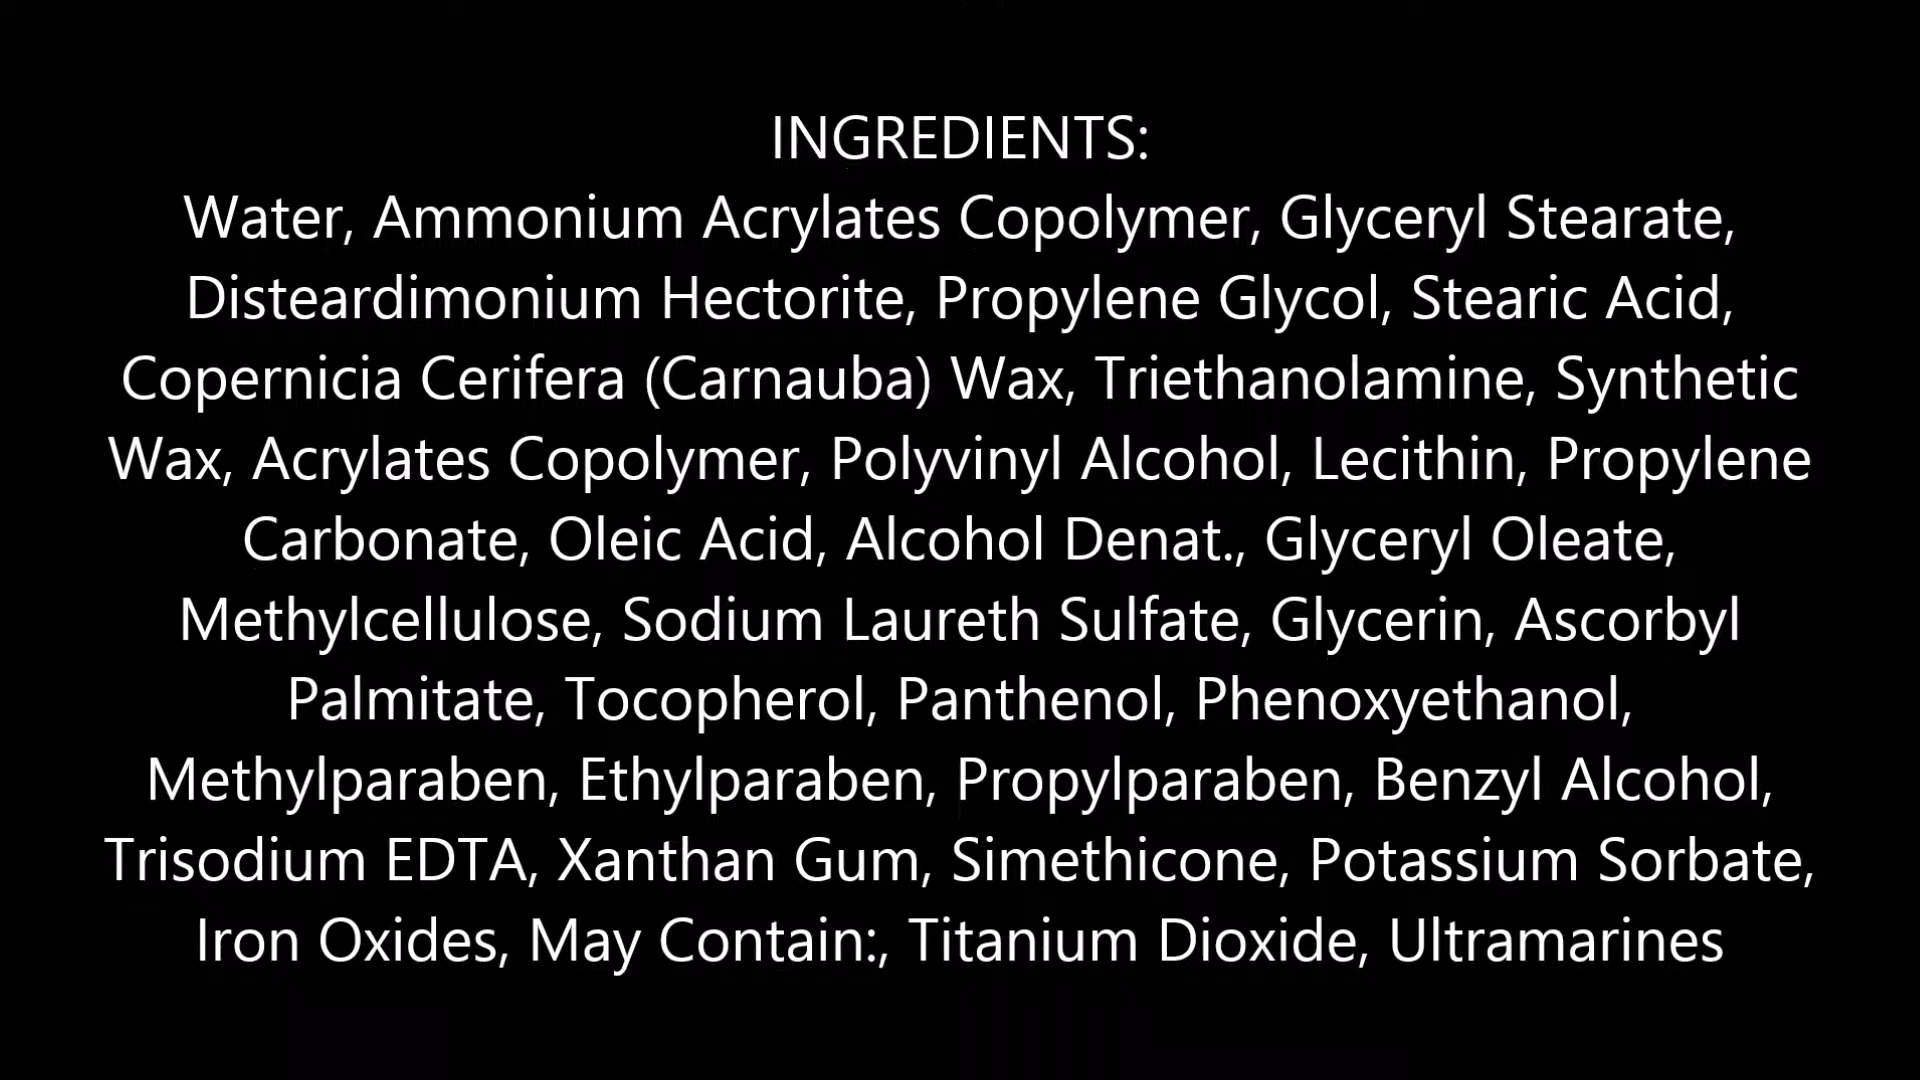 INGREDIENTS:
Water, Ammonium Acrylates Copolymer, Glyceryl Stearate,
Disteardimonium Hectorite, Propylene Glycol, Stearic Acid,
Copernicia Cerifera (Carnauba) Wax, Triethanolamine, Synthetic
Wax, Acrylates Copolymer, Polyvinyl Alcohol, Lecithin, Propylene
Carbonate, Oleic Acid, Alcohol Denat., Glyceryl Oleate,
Methylcellulose, Sodium Laureth Sulfate, Glycerin, Ascorbyl
Palmitate, Tocopherol, Panthenol, Phenoxyethanol,
Methylparaben, Ethylparaben, Propylparaben, Benzyl Alcohol,
Trisodium EDTA, Xanthan Gum, Simethicone, Potassium Sorbate,
Iron Oxides, May Contain:, Titanium Dioxide, Ultramarines